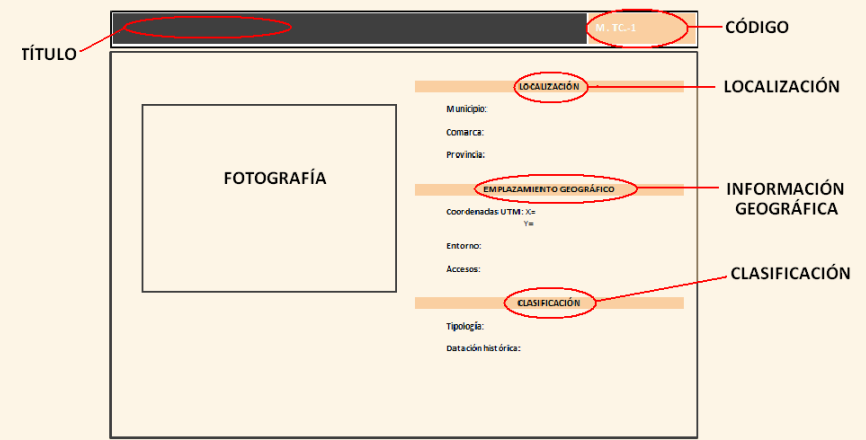 M. TC.-1
CÓDIGO
TÍTULO
LOCALIZACIÓN
LOCALIZACIÓN
Municipio:
Comarca:
Provincia:
FOTOGRAFÍA
EMPLAZAMIENTO GEOGRÁFICO
INFORMACIÓN
GEOGRÁFICA
Coordenadas UTM: X=
Y=
Entorno:
Accesos:
CLASIFICACIÓN
CLASIFICACIÓN
Tipología:
Datación histórica: